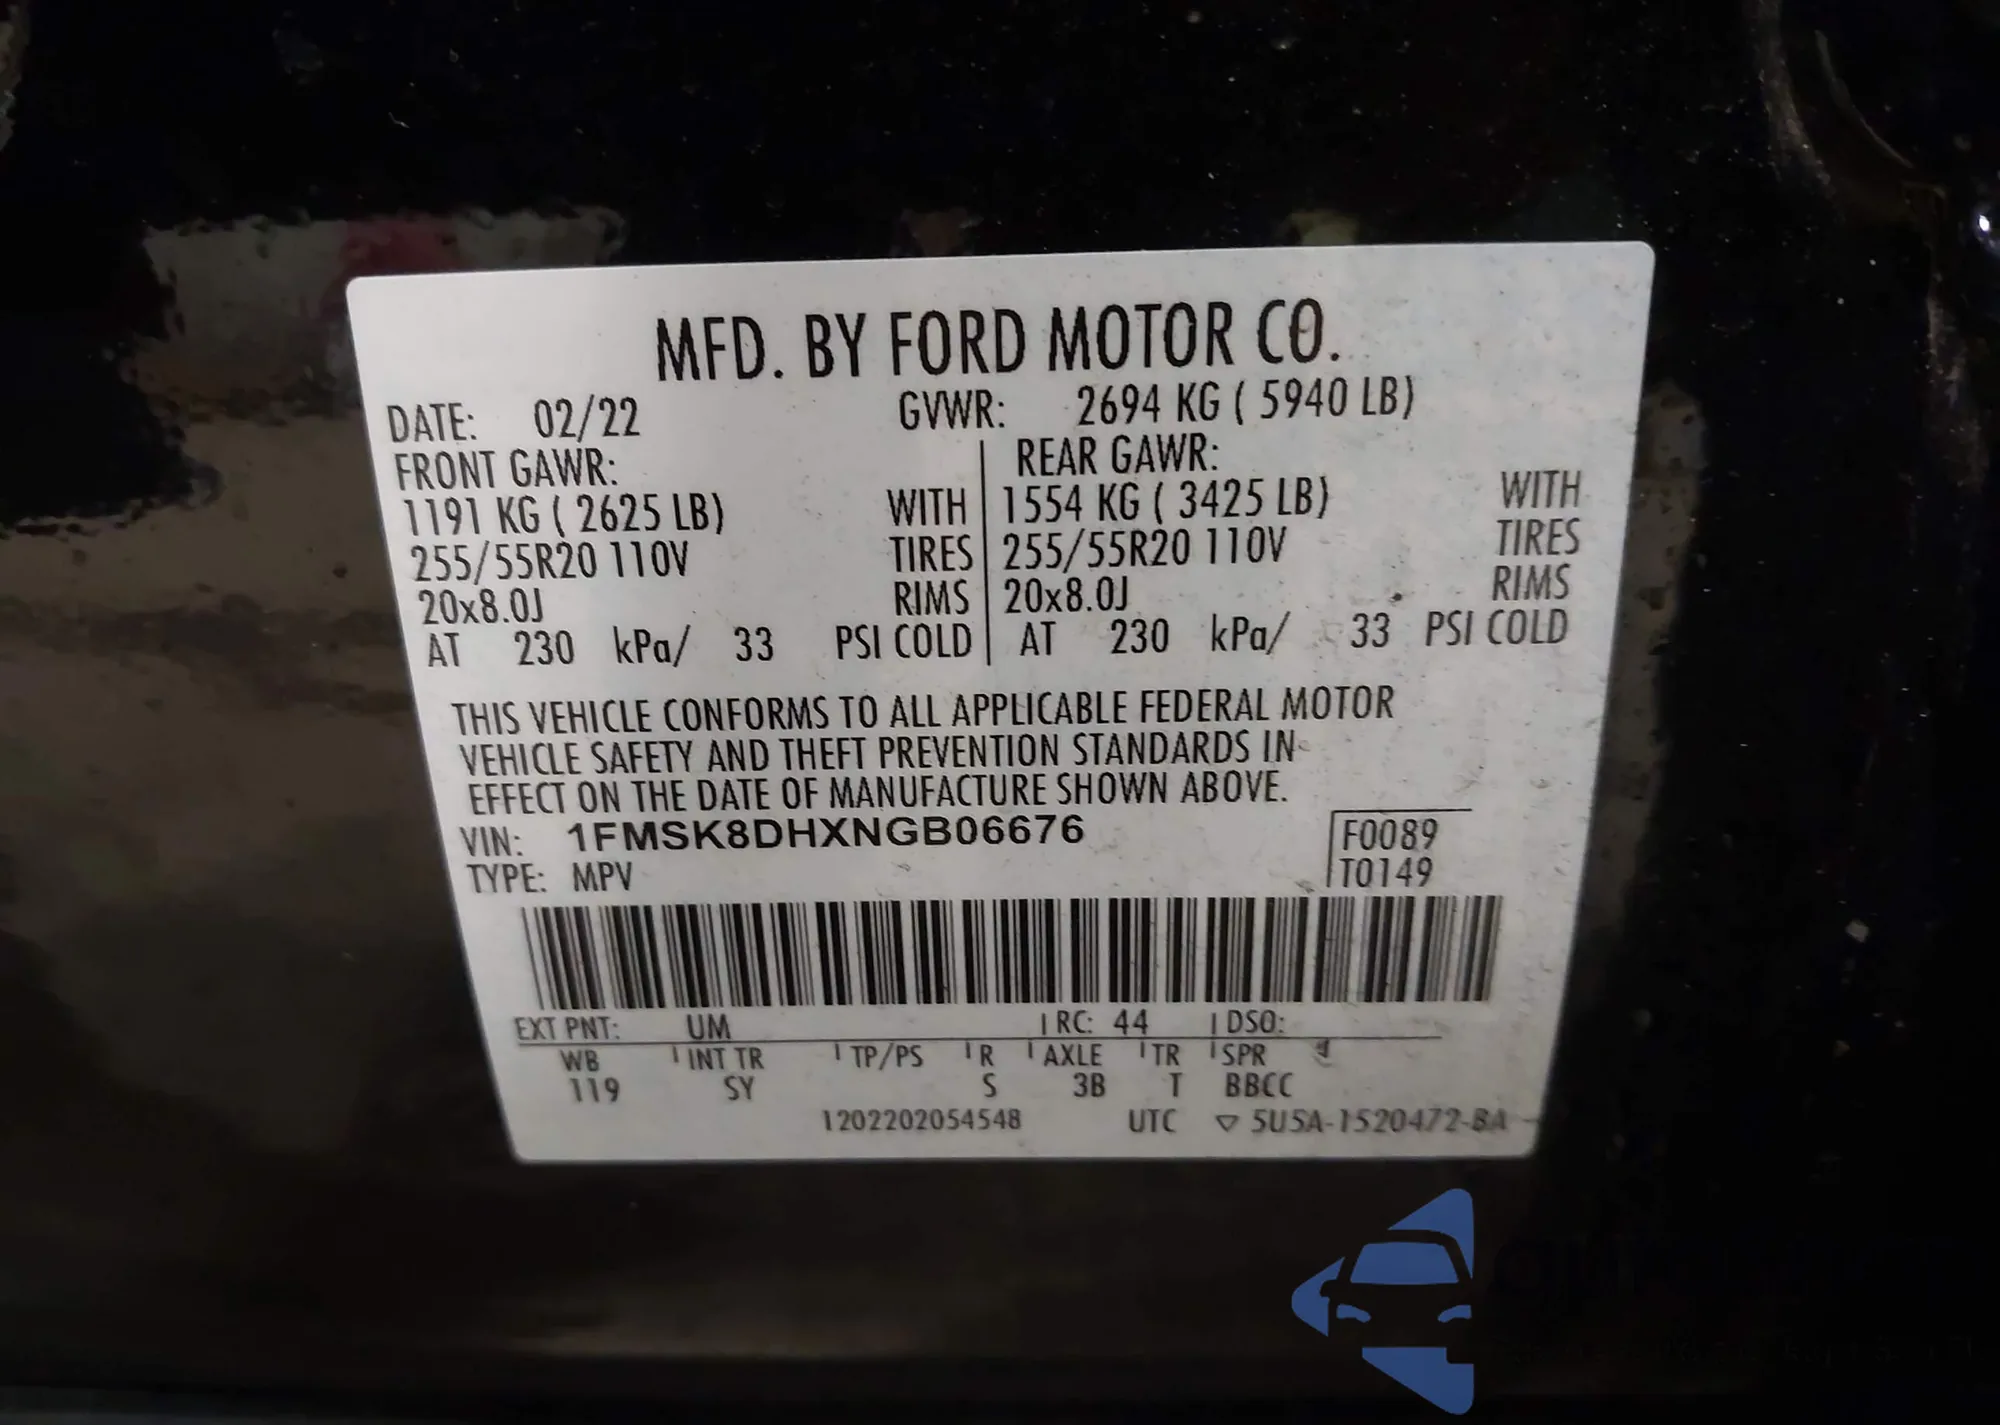 MFD. BY FORD MOTOR CO.
DATE: 02/22 GVWR: 2694 KG ( 5940 LB)
FRONT GAWR: REAR GAWR:
1191 KG ( 2625 LB) WITH 1554 KG ( 3425 LB) WITH
255/55R20 110V TIRES 255/55R20 110V TIRES
20x8.0J RIMS 20x8.0J RIMS
AT 230 kPa/ 33 PSI COLD AT 230 kPa/ 33 PSI COLD
THIS VEHICLE CONFORMS TO ALL APPLICABLE FEDERAL MOTOR
VEHICLE SAFETY AND THEFT PREVENTION STANDARDS IN
EFFECT ON THE DATE OF MANUFACTURE SHOWN ABOVE.
VIN: 1FMSK8DHXNGB06676 F0089
TYPE: MPV T0149
EXT PNT: UM RC: 44 DSO:
WB INT TR TP/PS R AXLE TR SPR
119 SY S 3B T BBCC
1202202054548 UTC ▽ 5U5A-1520472-BA